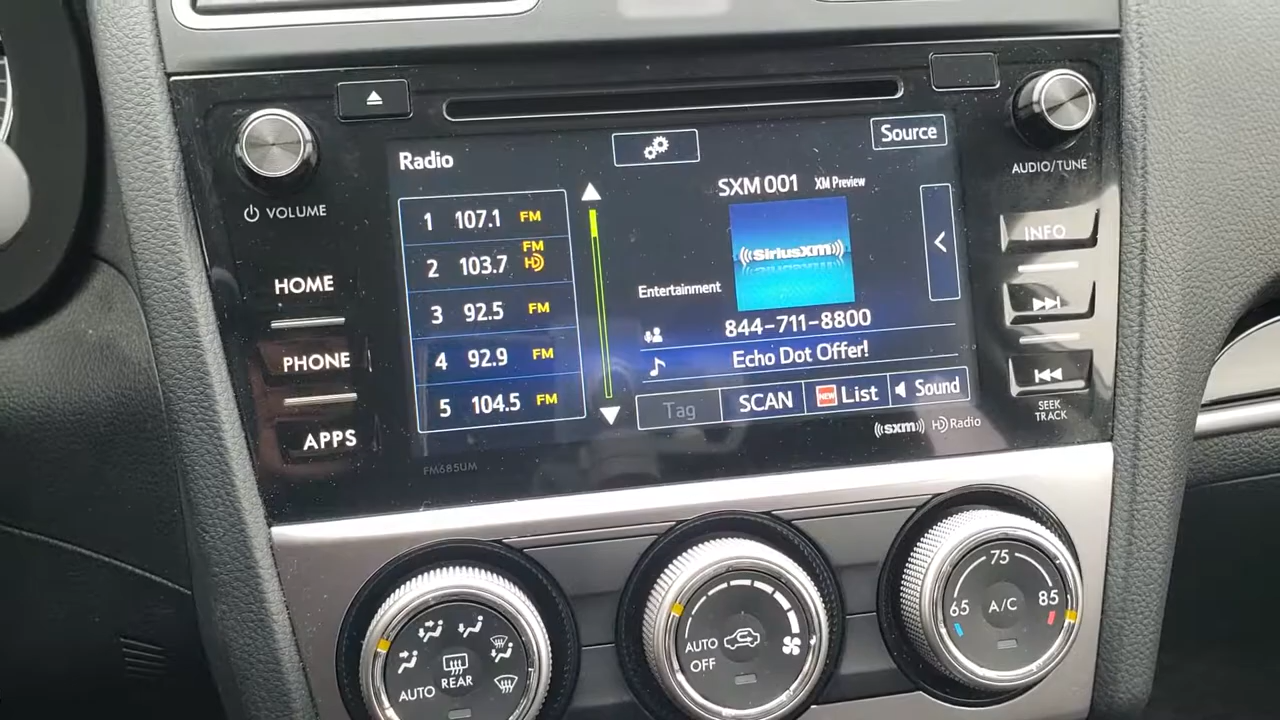 Radio
Source
SXM 001 XM Preview
1 107.1 FM
2 103.7 FM HD
3 92.5 FM
4 92.9 FM
5 104.5 FM
((SiriusXM))
SiriusXM
Entertainment
844-711-8800
Echo Dot Offer!
Tag
SCAN
NEW List
Sound
((sxm)) HD Radio
FM685UM
VOLUME
HOME
PHONE
APPS
AUDIO/TUNE
INFO
SEEK
TRACK
AUTO
REAR
AUTO
OFF
75
65 A/C 85